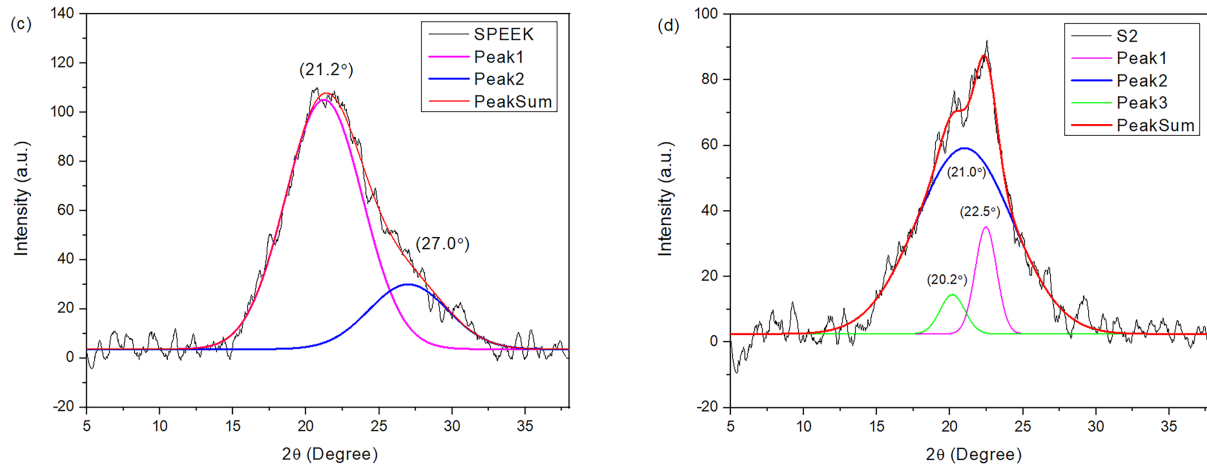 (c)
SPEEK
Peak1
Peak2
PeakSum
(21.2°)
(27.0°)
140
120
100
80
60
40
20
0
-20
Intensity (a.u.)
5 10 15 20 25 30 35
2θ (Degree)
(d)
S2
Peak1
Peak2
Peak3
PeakSum
(21.0°)
(22.5°)
(20.2°)
100
80
60
40
20
0
-20
Intensity (a.u.)
5 10 15 20 25 30 35
2θ (Degree)